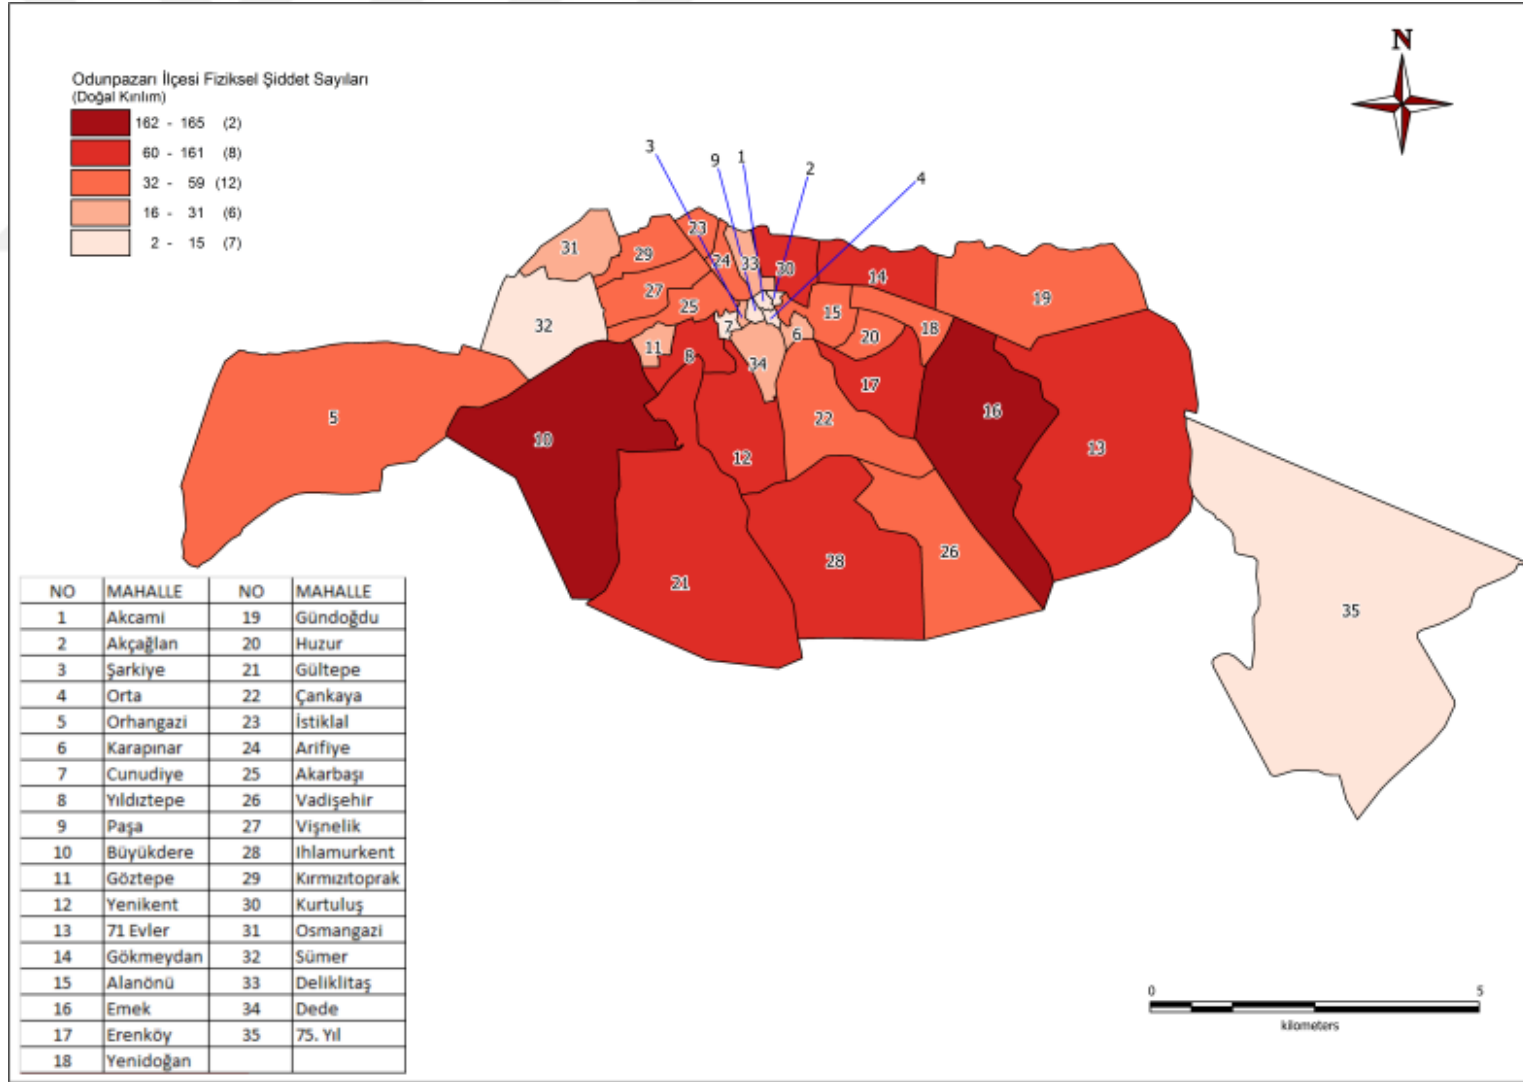 N
Odunpazarı İlçesi Fiziksel Şiddet Sayıları
(Doğal Kırılım)
162 - 165 (2)
60 - 161 (8)
32 - 59 (12)
16 - 31 (6)
2 - 15 (7)
3
9
1
2
4
23
31
29
24
33
30
14
19
27
25
32
7
15
18
6
20
11
8
34
17
5
10
22
16
12
13
28
26
21
35
NO MAHALLE NO MAHALLE
1 Akcami 19 Gündoğdu
2 Akçağlan 20 Huzur
3 Şarkiye 21 Gültepe
4 Orta 22 Çankaya
5 Orhangazi 23 İstiklal
6 Karapınar 24 Arifiye
7 Cunudiye 25 Akarbaşı
8 Yıldıztepe 26 Vadişehir
9 Paşa 27 Vişnelik
10 Büyükdere 28 Ihlamurkent
11 Göztepe 29 Kırmızıtoprak
12 Yenikent 30 Kurtuluş
13 71 Evler 31 Osmangazi
14 Gökmeydan 32 Sümer
15 Alanönü 33 Deliklitaş
16 Emek 34 Dede
17 Erenköy 35 75. Yıl
18 Yenidoğan
0 5
kilometers